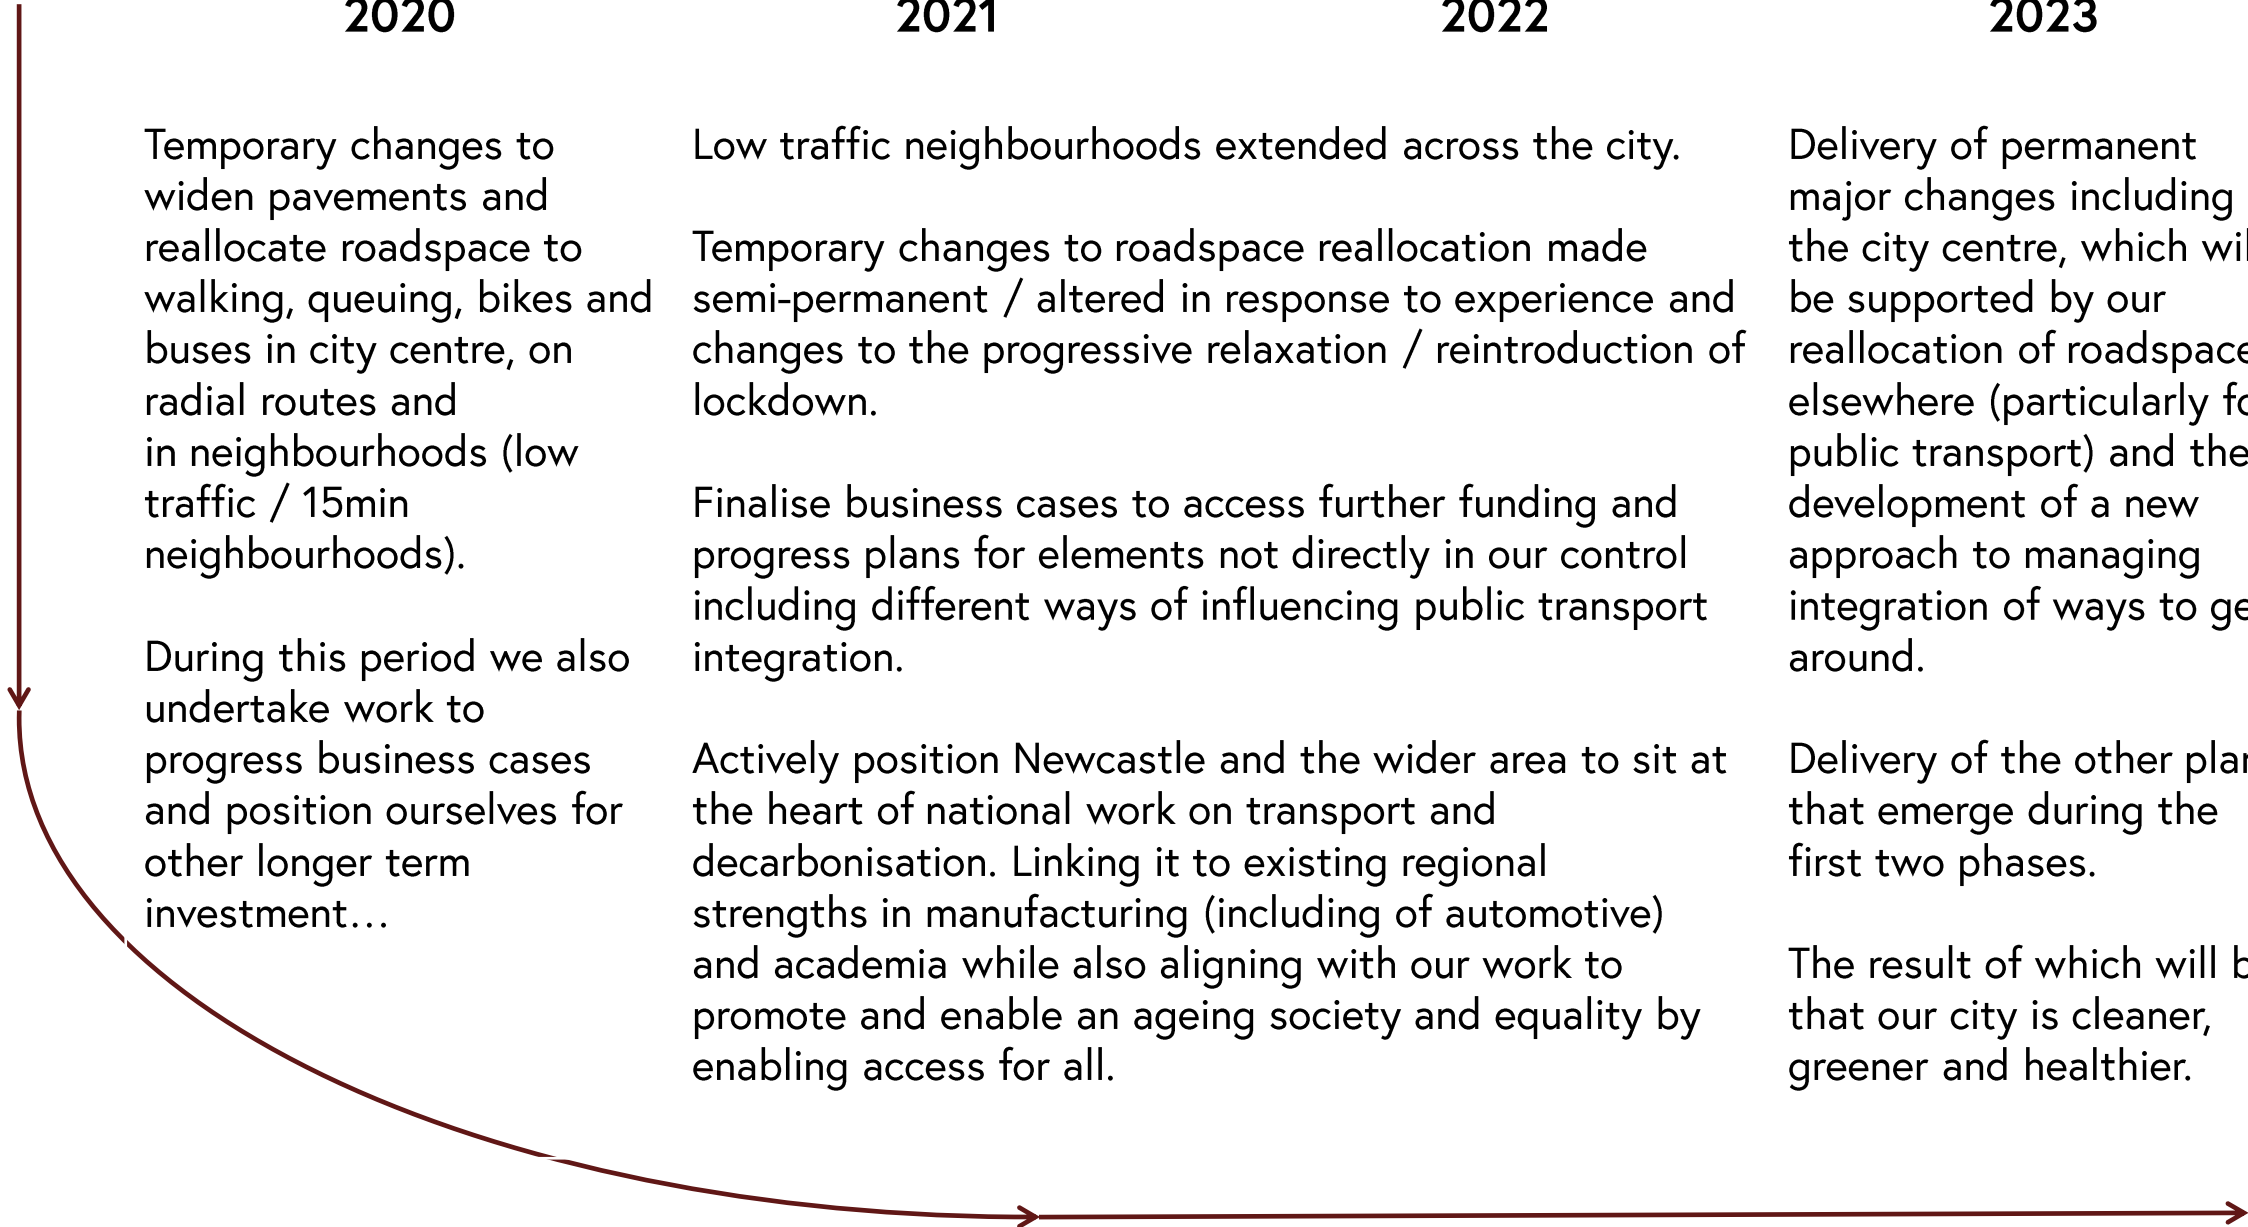 2020
2021
2022
2023
Temporary changes to
widen pavements and
reallocate roadspace to
walking, queuing, bikes and
buses in city centre, on
radial routes and
in neighbourhoods (low
traffic / 15min
neighbourhoods).
During this period we also
undertake work to
progress business cases
and position ourselves for
other longer term
investment…
Low traffic neighbourhoods extended across the city.
Temporary changes to roadspace reallocation made
semi-permanent / altered in response to experience and
changes to the progressive relaxation / reintroduction of
lockdown.
Finalise business cases to access further funding and
progress plans for elements not directly in our control
including different ways of influencing public transport
integration.
Actively position Newcastle and the wider area to sit at
the heart of national work on transport and
decarbonisation. Linking it to existing regional
strengths in manufacturing (including of automotive)
and academia while also aligning with our work to
promote and enable an ageing society and equality by
enabling access for all.
Delivery of permanent
major changes including
the city centre, which
be supported by our
reallocation of roadspace
elsewhere (particularly
public transport) and the
development of a new
approach to managing
integration of ways to
around.
Delivery of the other
that emerge during the
first two phases.
The result of which will
that our city is cleaner,
greener and healthier.